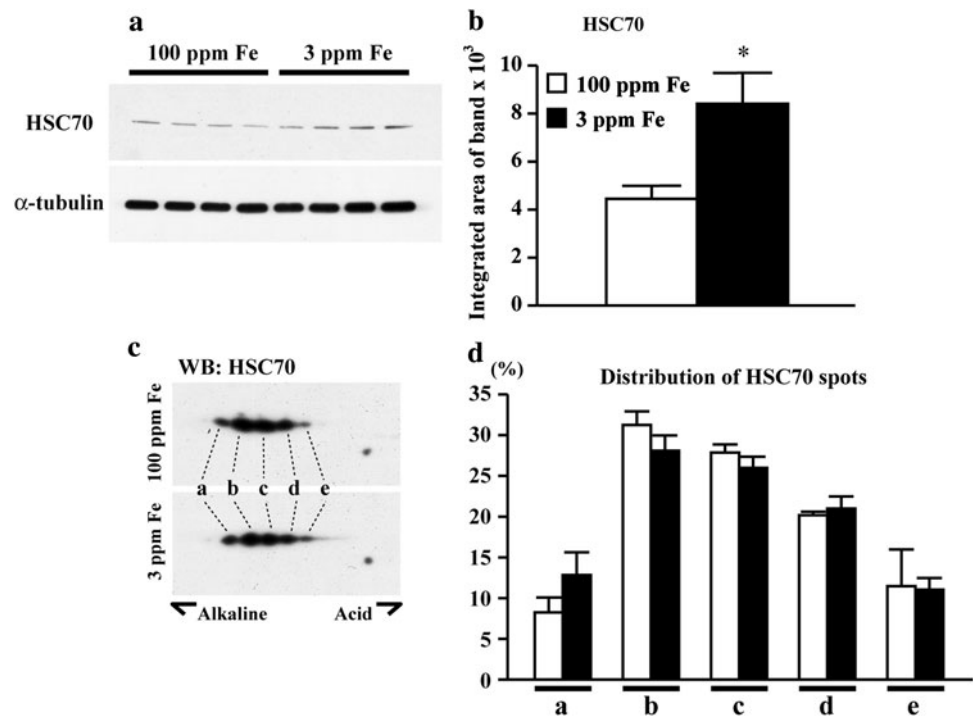 a
100 ppm Fe 3 ppm Fe
HSC70
α-tubulin
b
HSC70
Integrated area of band x 10³
10
8
6
4
2
0
*
100 ppm Fe
3 ppm Fe
c
WB: HSC70
100 ppm Fe
a b c d e
3 ppm Fe
Alkaline Acid
d
(%)
Distribution of HSC70 spots
35
30
25
20
15
10
5
0
a b c d e